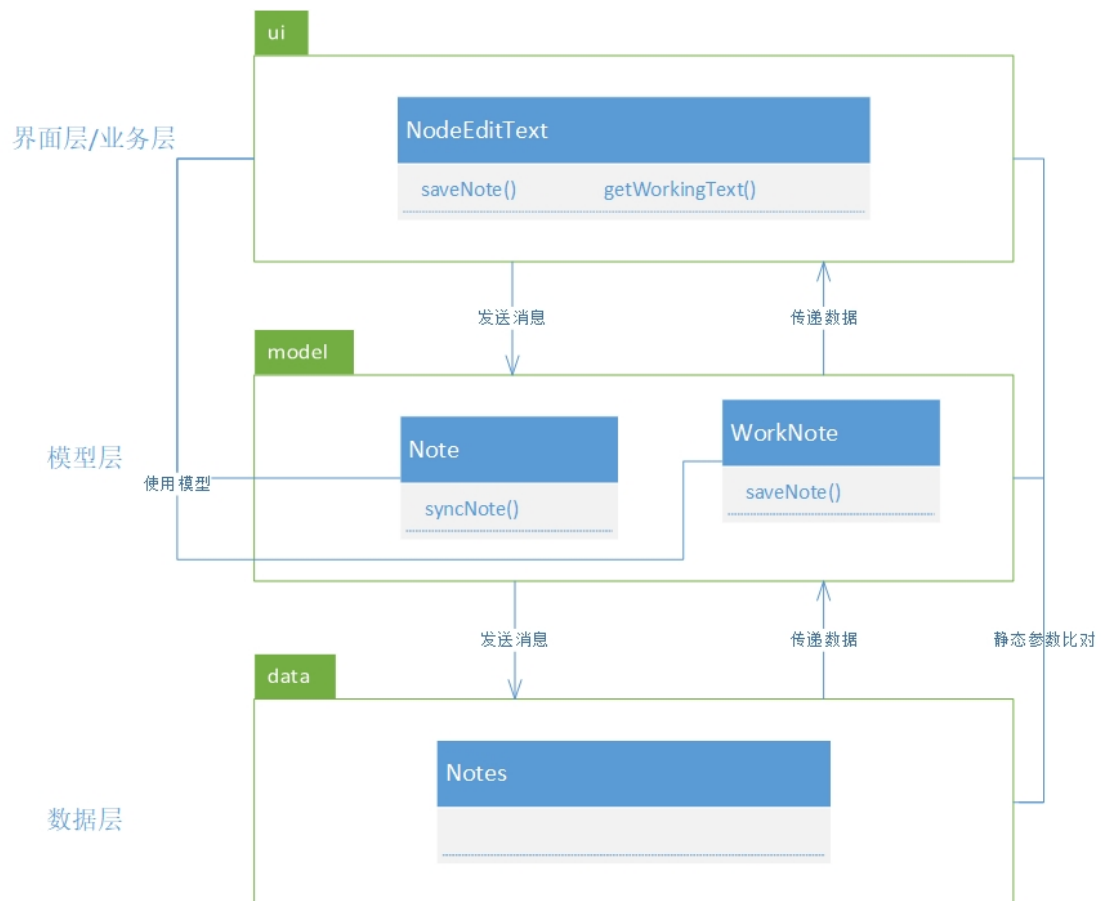 ui
界面层/业务层
NodeEditText
saveNote() getWorkingText()
发送消息 传递数据
model
模型层
Note
WorkNote
使用模型
syncNote()
saveNote()
发送消息 传递数据 静态参数比对
data
数据层
Notes